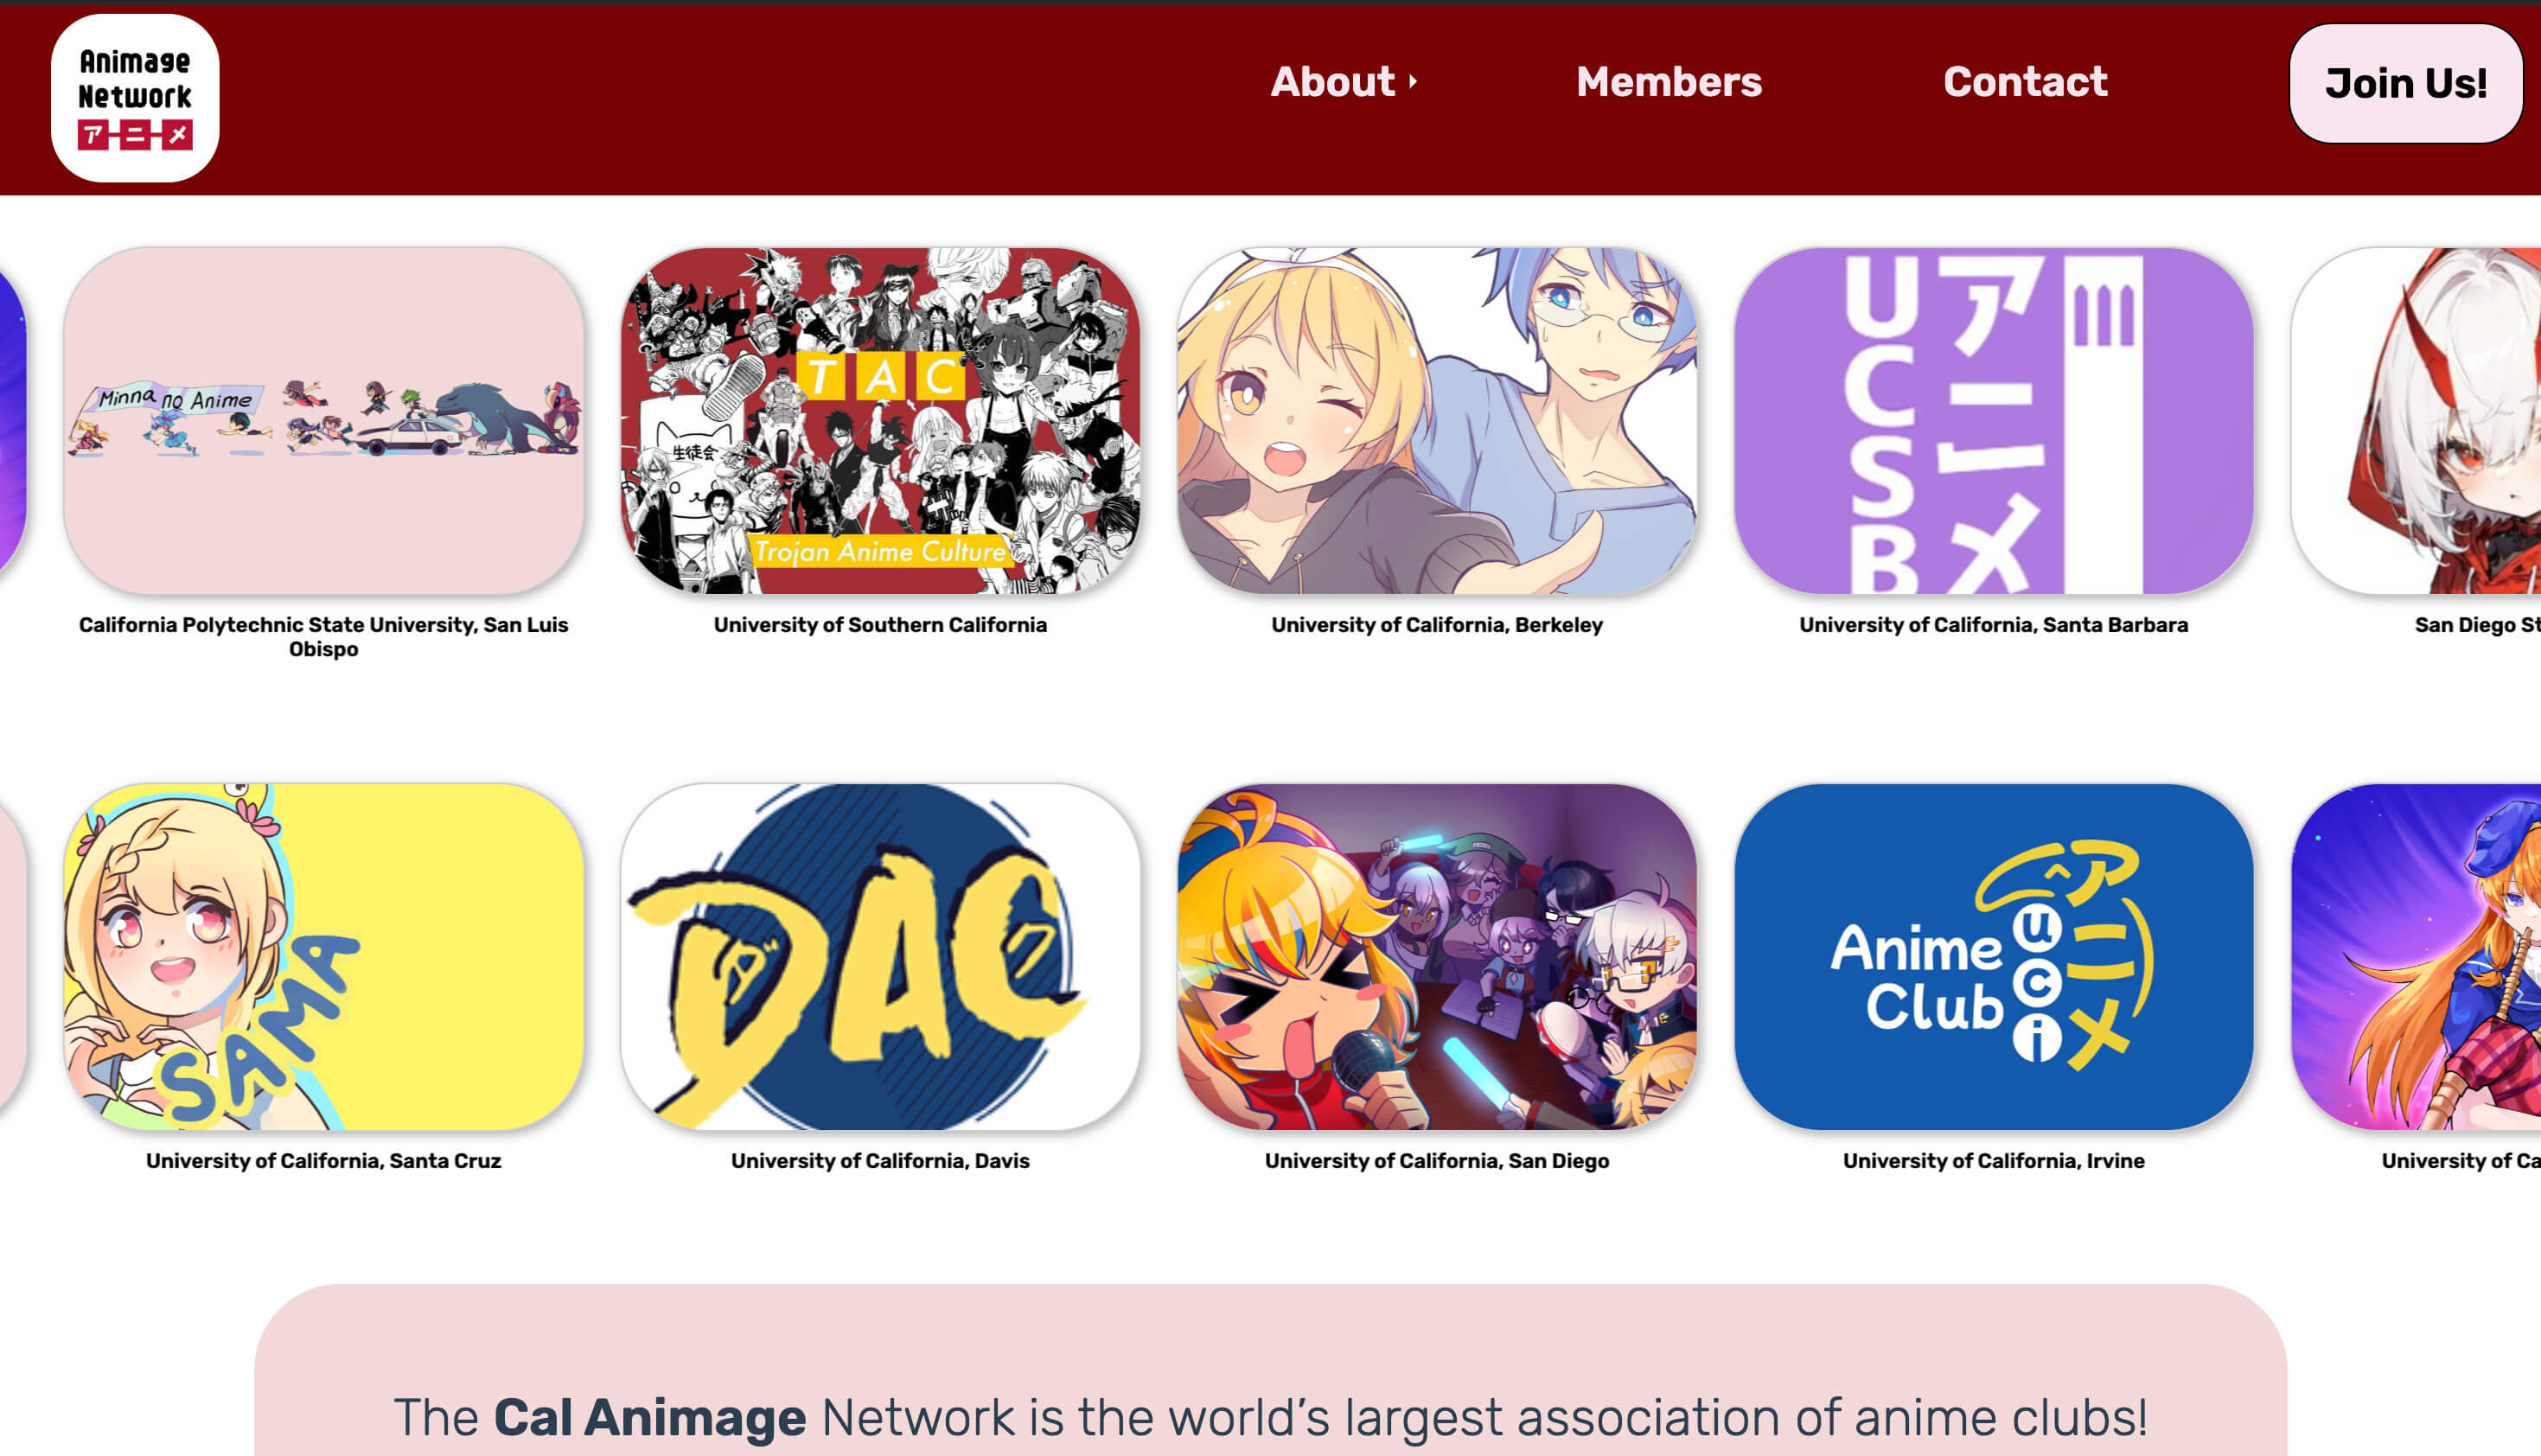 Animage
Network
アニメ
About
Members
Contact
Join Us!
Minna no Anime
TAC
生徒会
Trojan Anime Culture
UCSB
アニメ
California Polytechnic State University, San Luis
Obispo
University of Southern California
University of California, Berkeley
University of California, Santa Barbara
San Diego
SAMA
DAC
ダ
ク
Anime
Club
uci
アニメ
University of California, Santa Cruz
University of California, Davis
University of California, San Diego
University of California, Irvine
University of
The Cal Animage Network is the world’s largest association of anime clubs!